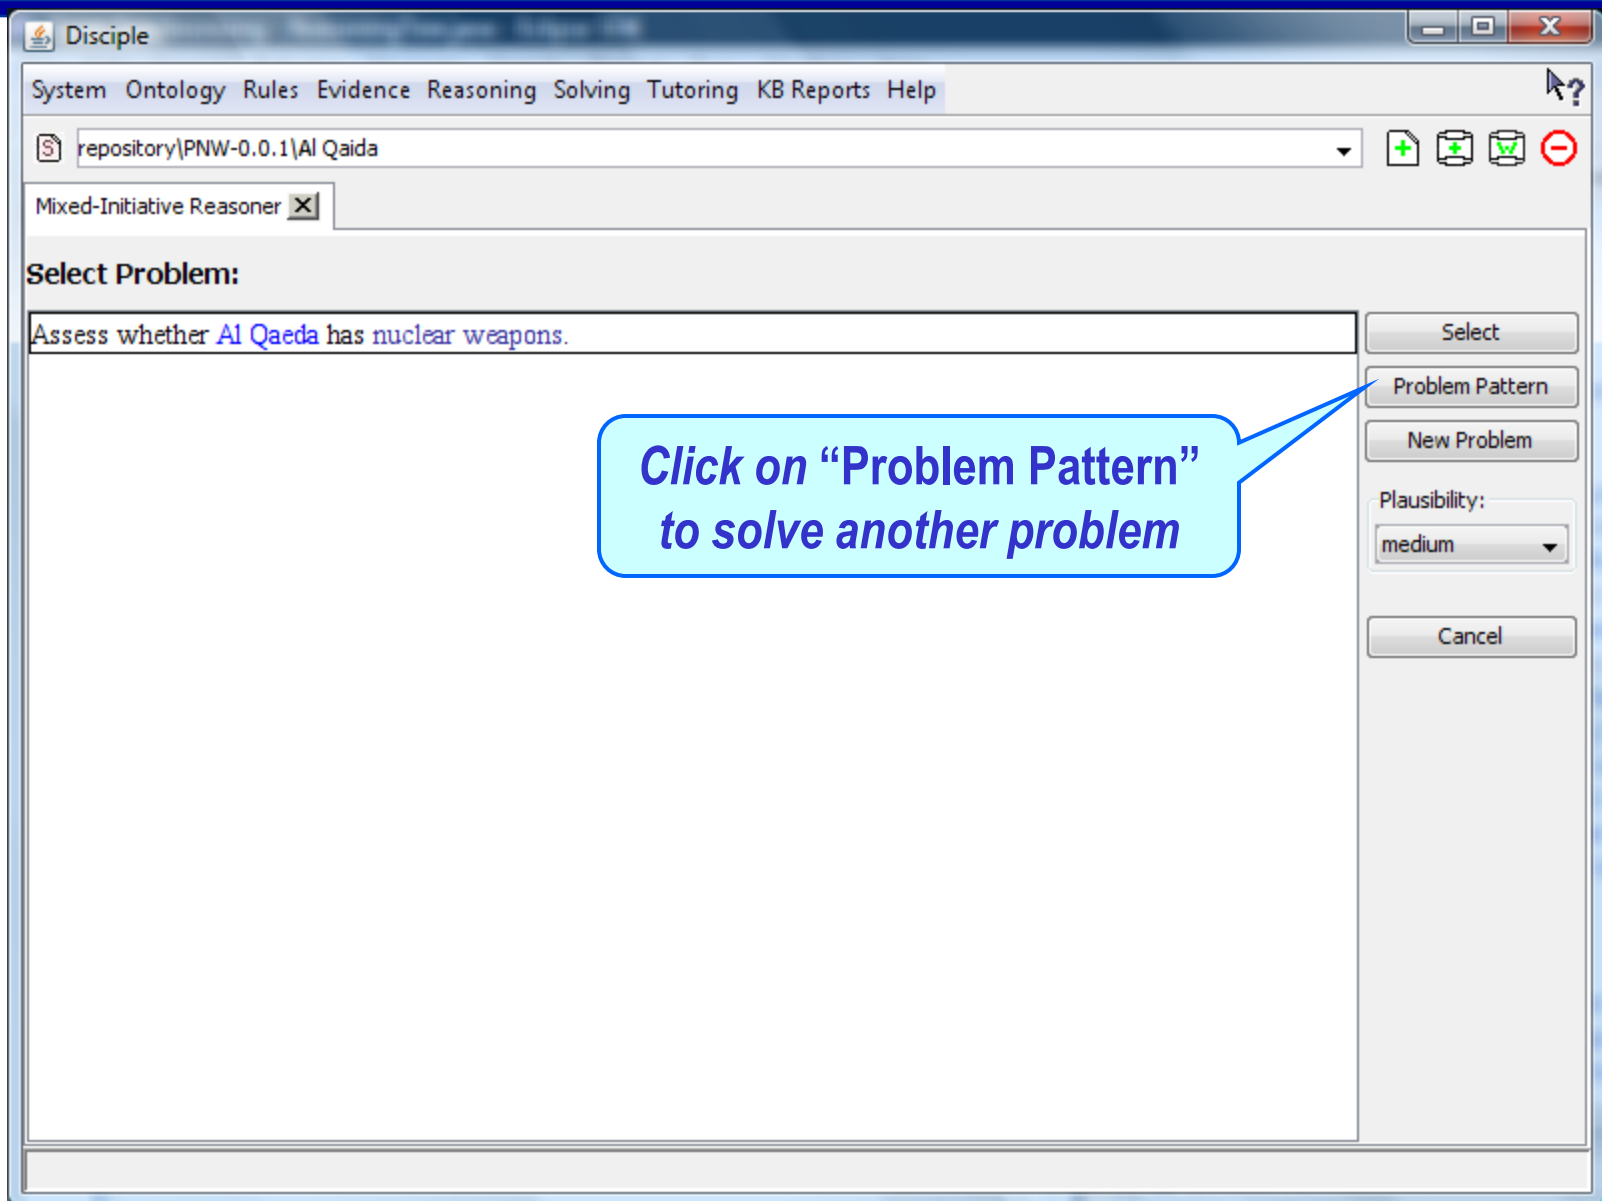 Disciple
System Ontology Rules Evidence Reasoning Solving Tutoring KB Reports Help
repository\PNW-0.0.1\Al Qaida
Mixed-Initiative Reasoner
Select Problem:
Assess whether Al Qaeda has nuclear weapons.
Select
Problem Pattern
New Problem
Click on “Problem Pattern”
to solve another problem
Plausibility:
medium
Cancel